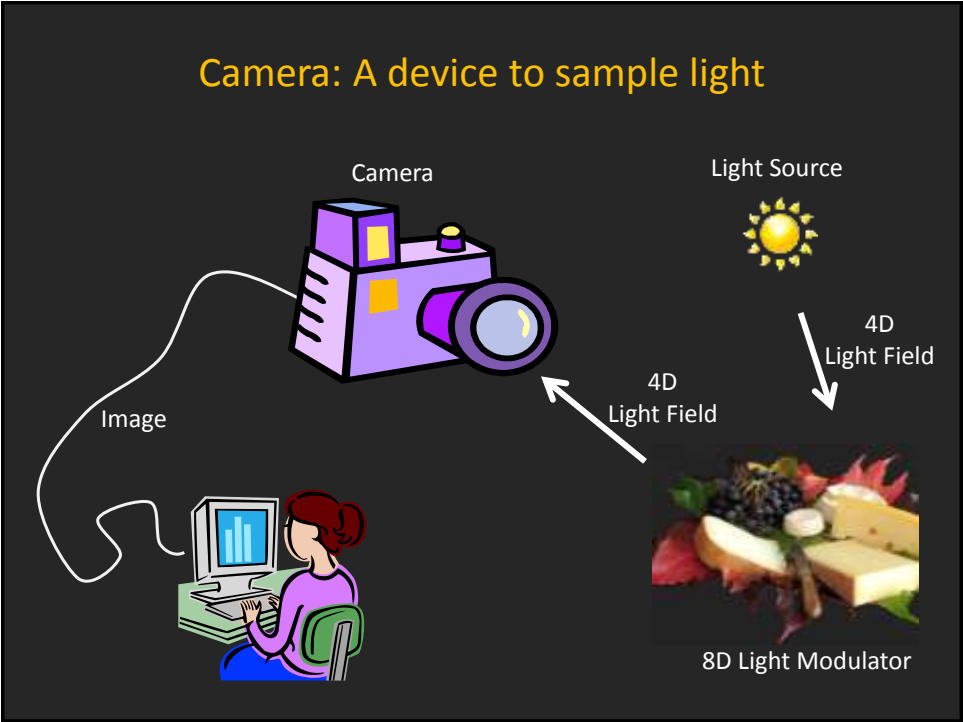 Camera: A device to sample light
Camera
Light Source
4D
Light Field
4D
Light Field
Image
8D Light Modulator